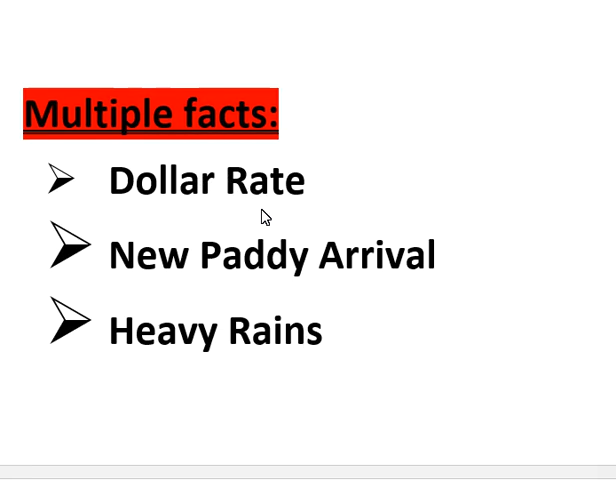 Multiple facts:
Dollar Rate
New Paddy Arrival
Heavy Rains